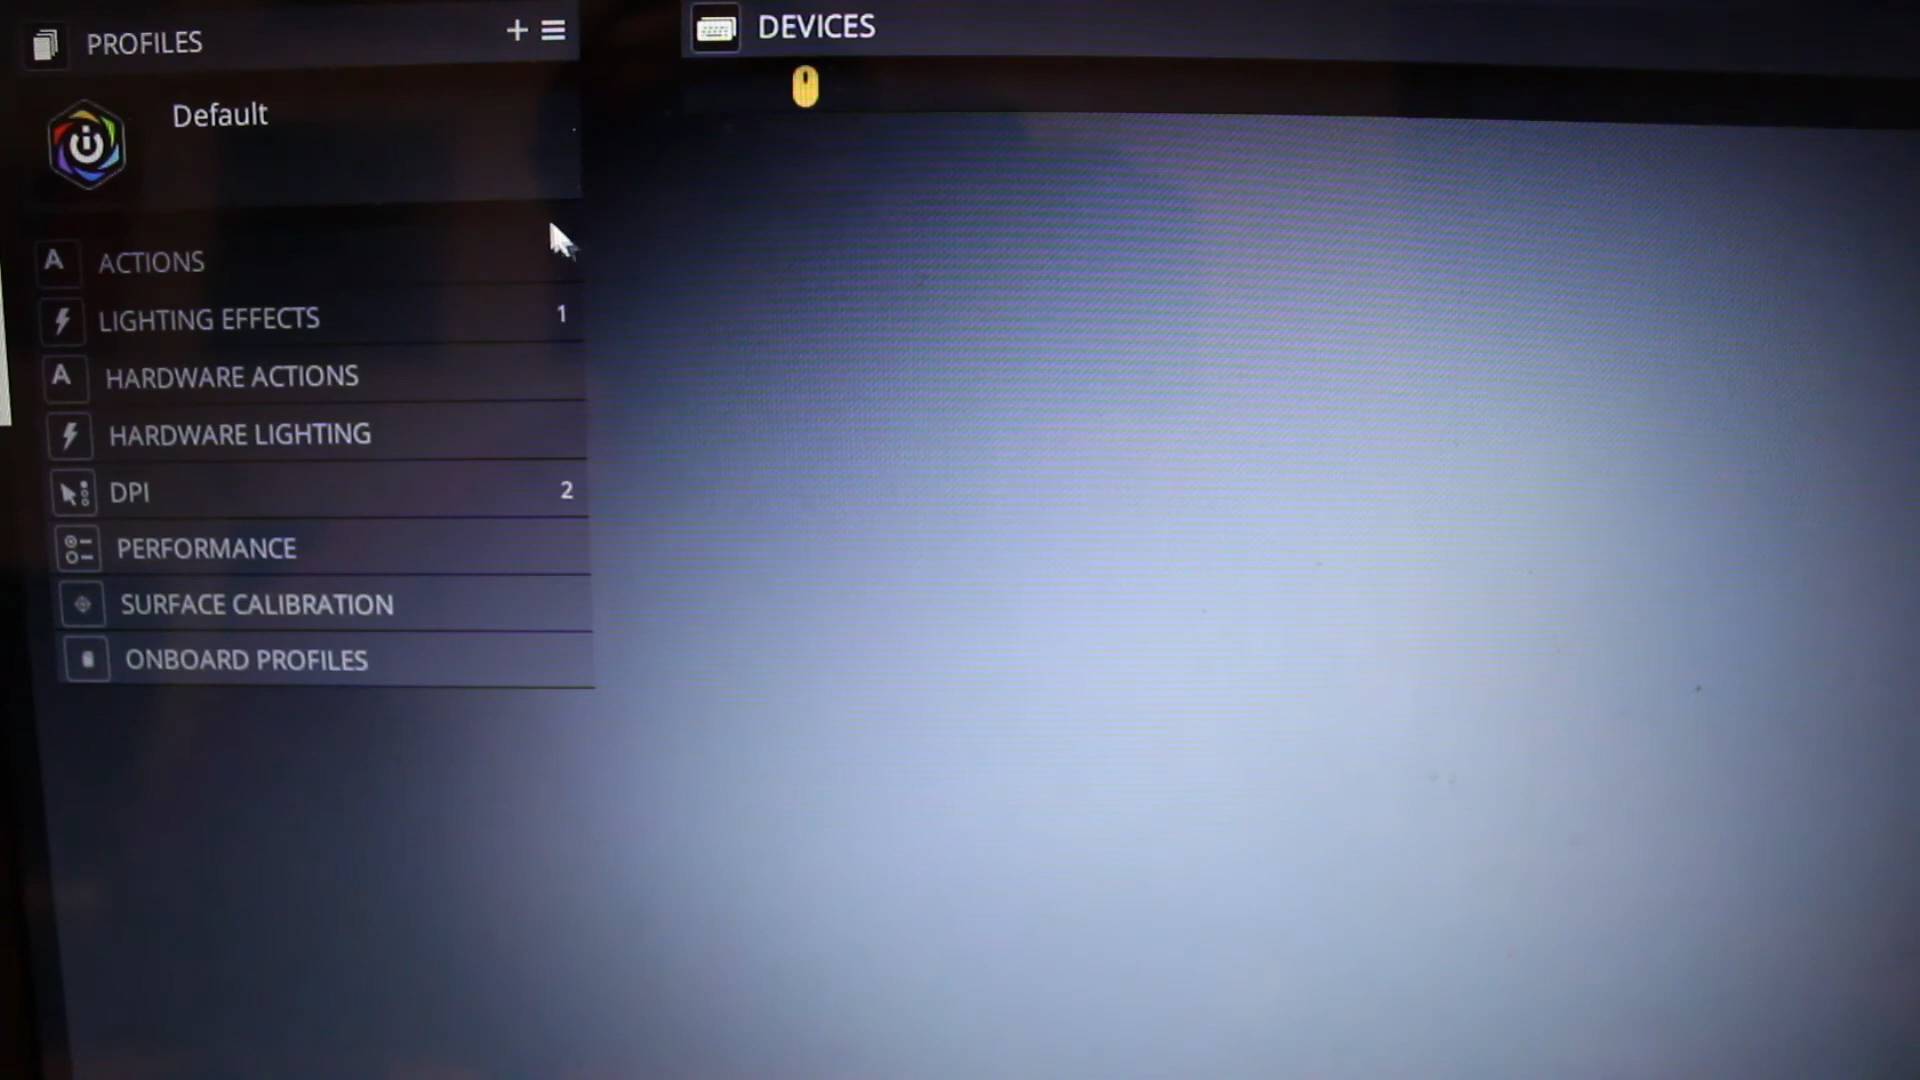 PROFILES
DEVICES
Default
A ACTIONS
LIGHTING EFFECTS 1
A HARDWARE ACTIONS
HARDWARE LIGHTING
DPI 2
PERFORMANCE
SURFACE CALIBRATION
ONBOARD PROFILES